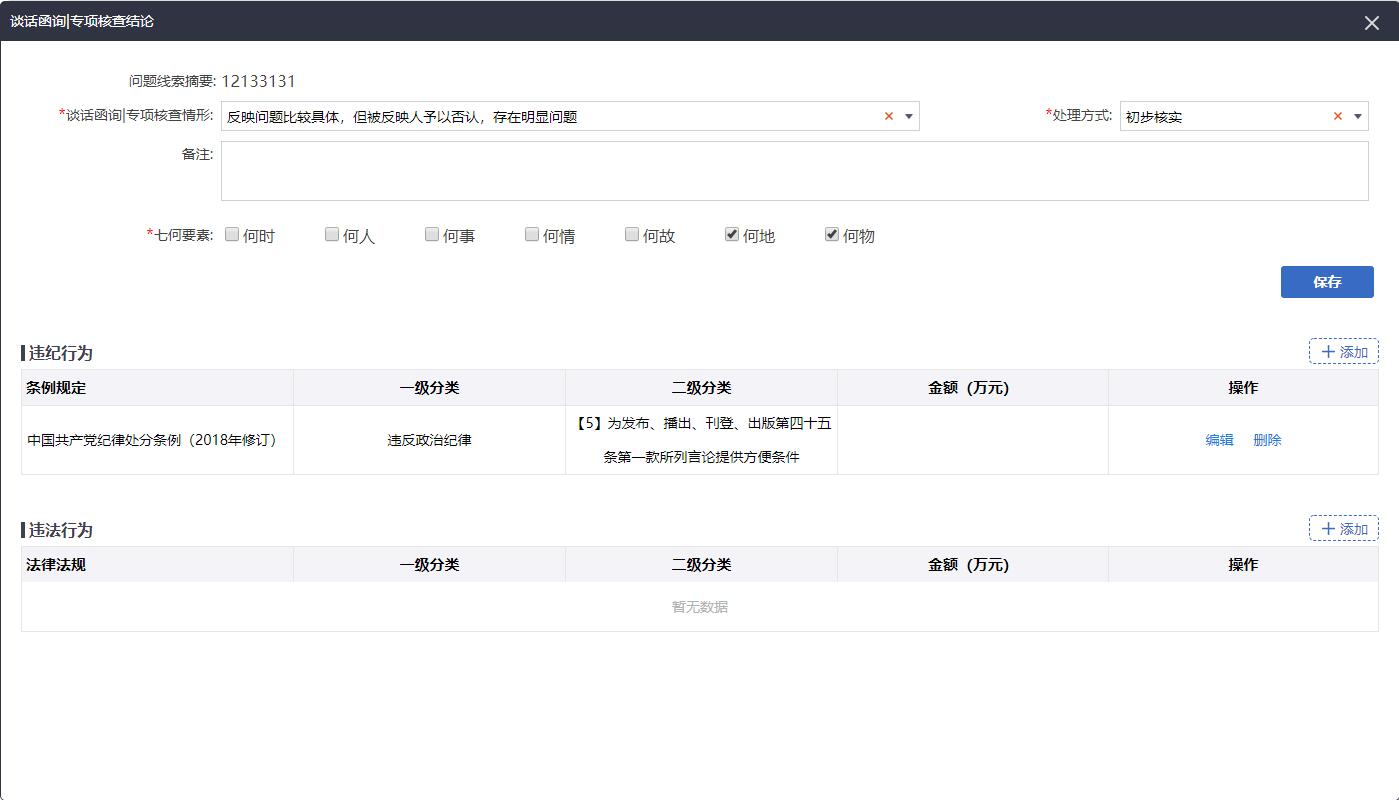 谈话函询|专项核查结论
问题线索摘要: 12133131
*谈话函询|专项核查情形: 反映问题比较具体，但被反映人予以否认，存在明显问题 *处理方式: 初步核实
备注:
*七何要素: 何时 何人 何事 何情 何故 何地 何物
保存
违纪行为 添加
条例规定 一级分类 二级分类 金额（万元） 操作
中国共产党纪律处分条例（2018年修订） 违反政治纪律 【5】为发布、播出、刊登、出版第四十五 编辑 删除
条第一款所列言论提供方便条件
违法行为 添加
法律法规 一级分类 二级分类 金额（万元） 操作
暂无数据